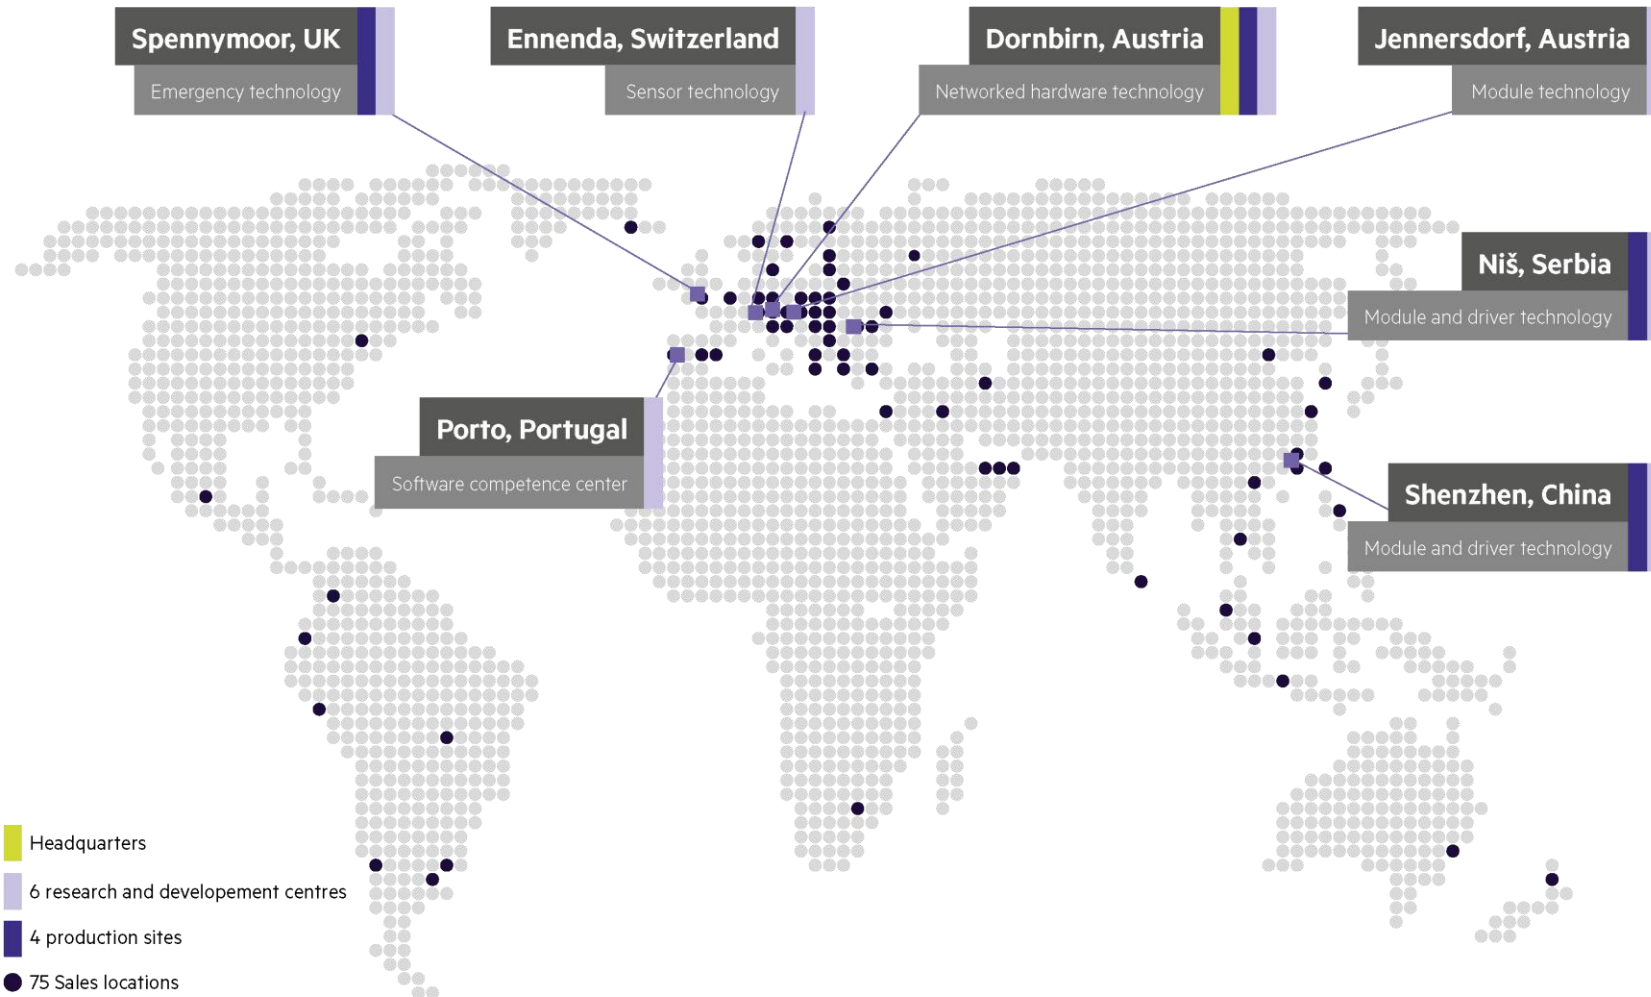 Spennymoor, UK
Emergency technology
Ennenda, Switzerland
Sensor technology
Dornbirn, Austria
Networked hardware technology
Jennersdorf, Austria
Module technology
Niš, Serbia
Module and driver technology
Porto, Portugal
Software competence center
Shenzhen, China
Module and driver technology
Headquarters
6 research and developement centres
4 production sites
75 Sales locations